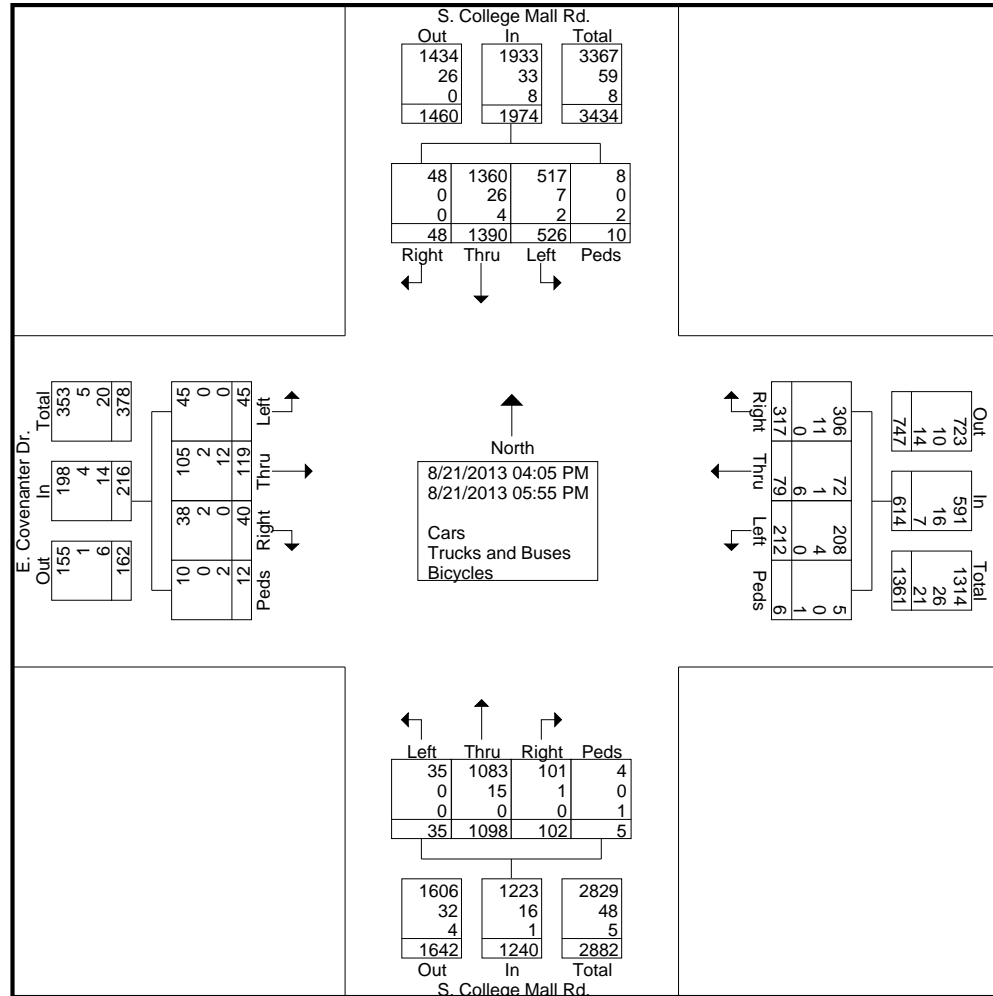 S. College Mall Rd.
Out In Total
1434 1933 3367
26 33 59
0 8 8
1460 1974 3434
48 1360 517 8
0 26 7 0
0 4 2 2
48 1390 526 10
Right Thru Left Peds
E. Covenanter Dr.
Total In Out
353 198 155
5 4 1
20 14 6
378 216 162
45 105 38 10
0 2 2 0
0 12 0 2
45 119 40 12
Left Thru Right Peds
North
8/21/2013 04:05 PM
8/21/2013 05:55 PM
Cars
Trucks and Buses
Bicycles
Right Thru Left Peds
317 79 212 6
0 6 0 1
11 1 4 0
306 72 208 5
Out In Total
723 591 1314
10 16 26
14 7 21
747 614 1361
Left Thru Right Peds
35 1083 101 4
0 15 1 0
0 0 0 1
35 1098 102 5
1606 1223 2829
32 16 48
4 1 5
1642 1240 2882
Out In Total
S. College Mall Rd.